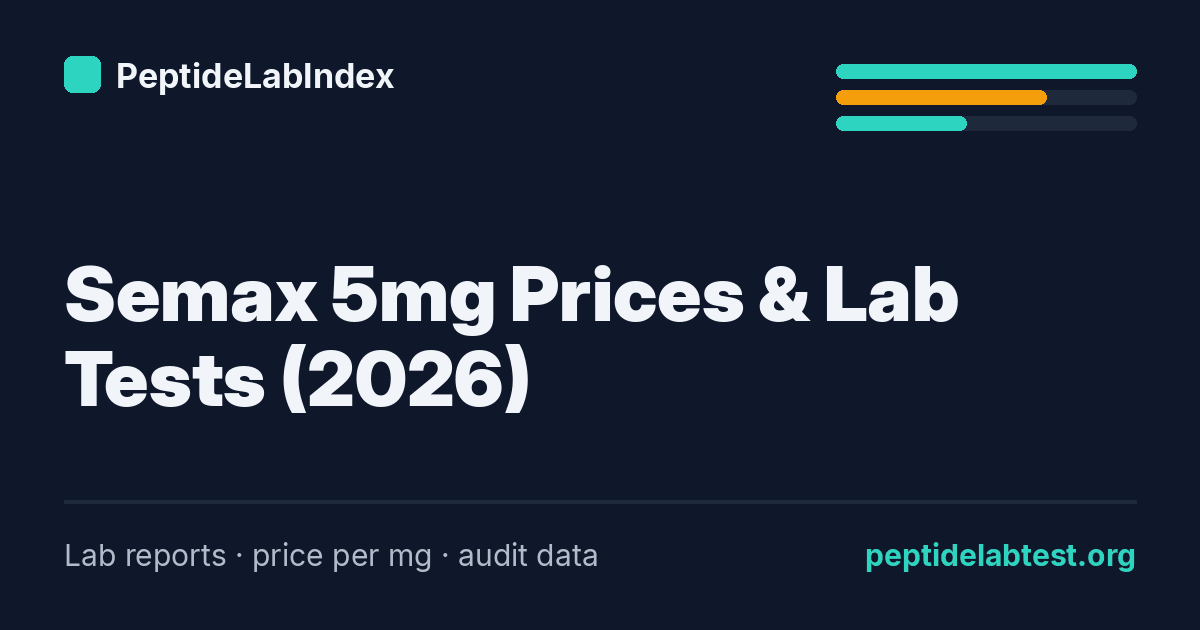 PeptideLabIndex
Semax 5mg Prices & Lab
Tests (2026)
Lab reports · price per mg · audit data
peptidelabtest.org